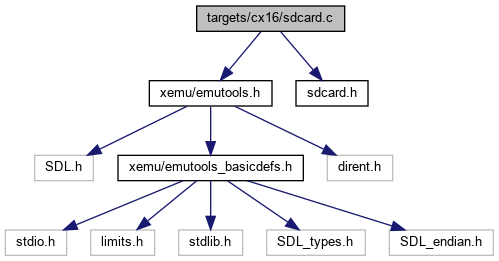 targets/cx16/sdcard.c
xemu/emutools.h
sdcard.h
SDL.h
xemu/emutools_basicdefs.h
dirent.h
stdio.h
limits.h
stdlib.h
SDL_types.h
SDL_endian.h